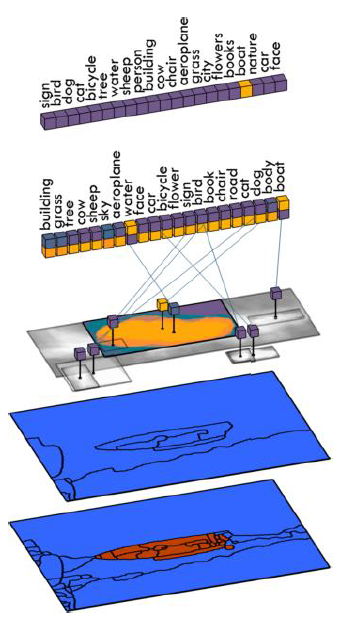 sign
bird
dog
cat
bicycle
tree
water
sheep
person
building
cow
chair
aeroplane
grass
city
flowers
books
boat
nature
car
face
building
grass
tree
cow
sheep
sky
aeroplane
water
face
car
bicycle
flower
sign
bird
book
chair
road
cat
dog
body
boat